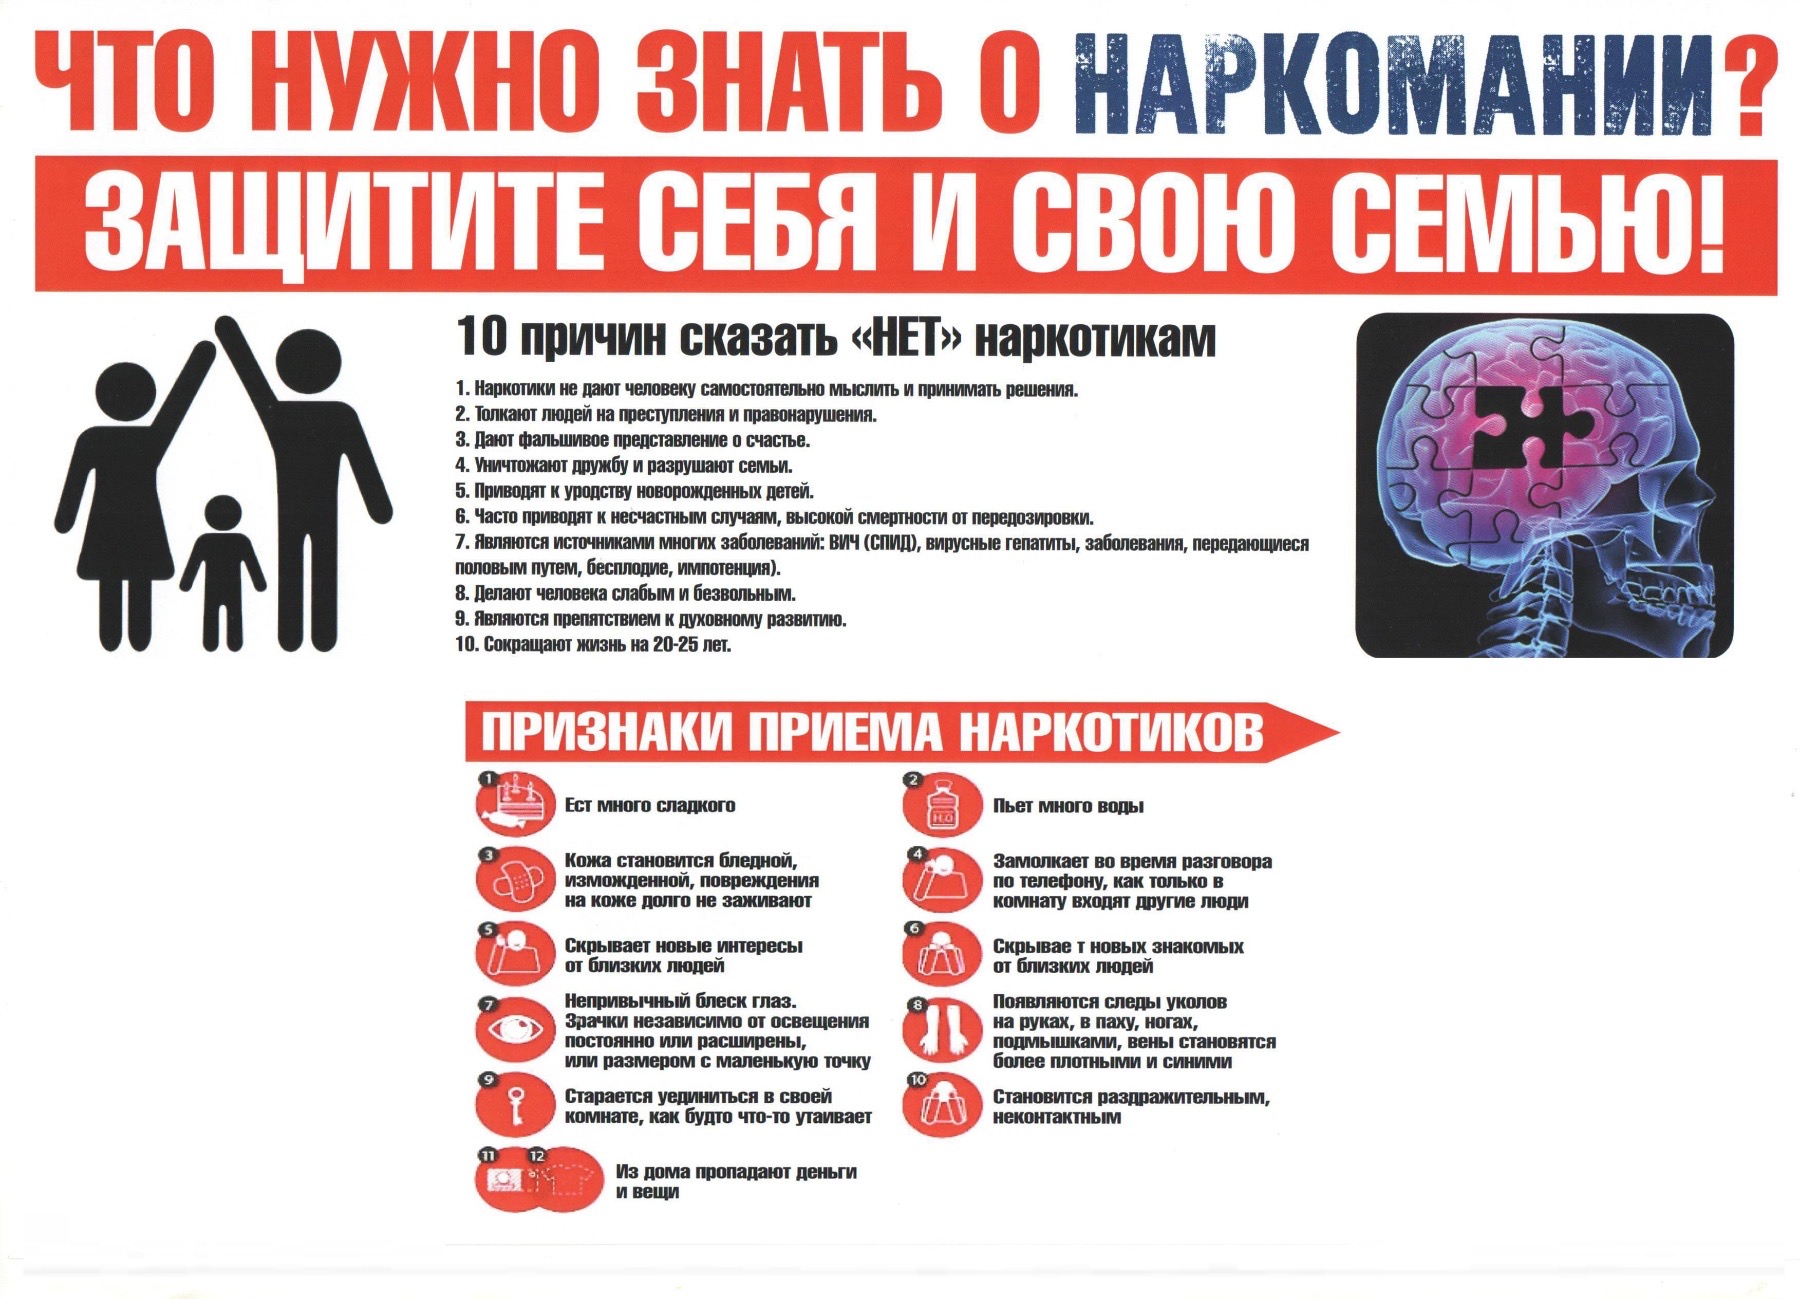 ЧТО НУЖНО ЗНАТЬ О НАРКОМАНИИ?
ЗАЩИТИТЕ СЕБЯ И СВОЮ СЕМЬЮ!
10 причин сказать «НЕТ» наркотикам
1. Наркотики не дают человеку самостоятельно мыслить и принимать решения.
2. Толкают людей на преступления и правонарушения.
3. Дают фальшивое представление о счастье.
4. Уничтожают дружбу и разрушают семьи.
5. Приводят к уродству новорожденных детей.
6. Часто приводят к несчастным случаям, высокой смертности от передозировки.
7. Являются источниками многих заболеваний: ВИЧ (СПИД), вирусные гепатиты, заболевания, передающиеся
половым путем, бесплодие, импотенция).
8. Делают человека слабым и безвольным.
9. Являются препятствием к духовному развитию.
10. Сокращают жизнь на 20-25 лет.
ПРИЗНАКИ ПРИЕМА НАРКОТИКОВ
1
Ест много сладкого
2
H₂O
Пьет много воды
3
Кожа становится бледной,
изможденной, повреждения
на коже долго не заживают
4
Замолкает во время разговора
по телефону, как только в
комнату входят другие люди
5
Скрывает новые интересы
от близких людей
6
Скрывае т новых знакомых
от близких людей
7
Непривычный блеск глаз.
Зрачки независимо от освещения
постоянно или расширены,
или размером с маленькую точку
8
Появляются следы уколов
на руках, в паху, ногах,
подмышками, вены становятся
более плотными и синими
9
Старается уединиться в своей
комнате, как будто что-то утаивает
10
Становится раздражительным,
неконтактным
11 12
Из дома пропадают деньги
и вещи